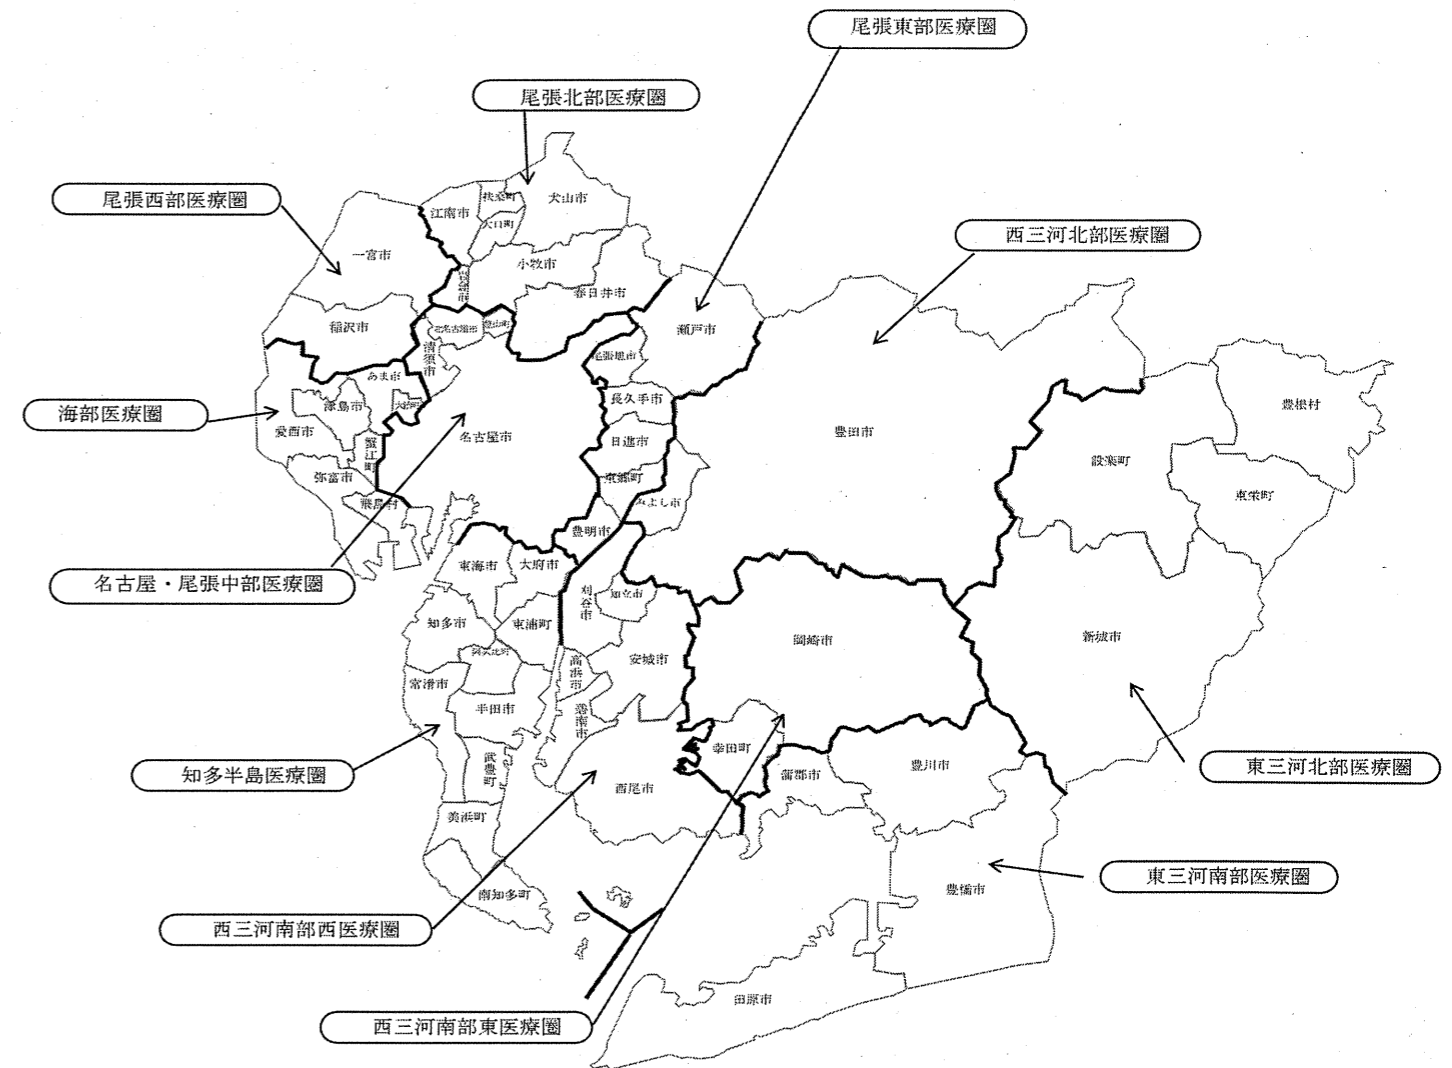 尾張東部医療圏
尾張北部医療圏
尾張西部医療圏
西三河北部医療圏
扶桑町
犬山市
江南市
大口町
一宮市
小牧市
春日井市
稲沢市
豊山町
瀬戸市
清須市
尾張旭市
あま市
津島市
長久手市
豊根村
海部医療圏
愛西市
名古屋市
日進市
豊田市
蟹江町
設楽町
弥富市
東郷町
みよし市
東栄町
飛島村
豊明市
名古屋・尾張中部医療圏
東海市
大府市
刈谷市
知立市
知多市
東浦町
岡崎市
新城市
高浜市
安城市
常滑市
半田市
碧南市
幸田町
知多半島医療圏
武豊町
西尾市
蒲郡市
豊川市
東三河北部医療圏
美浜町
南知多町
豊橋市
東三河南部医療圏
西三河南部西医療圏
田原市
西三河南部東医療圏